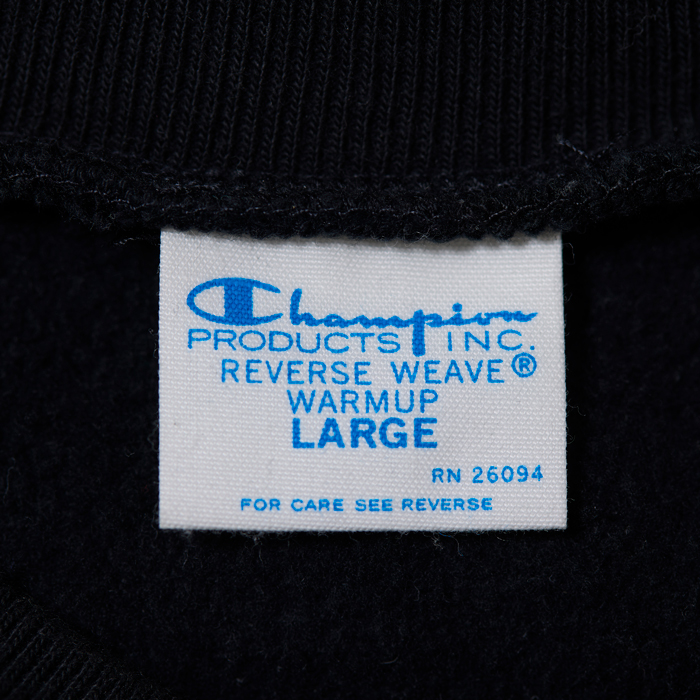 Champion
PRODUCTS INC.
REVERSE WEAVE®
WARMUP
LARGE
RN 26094
FOR CARE SEE REVERSE